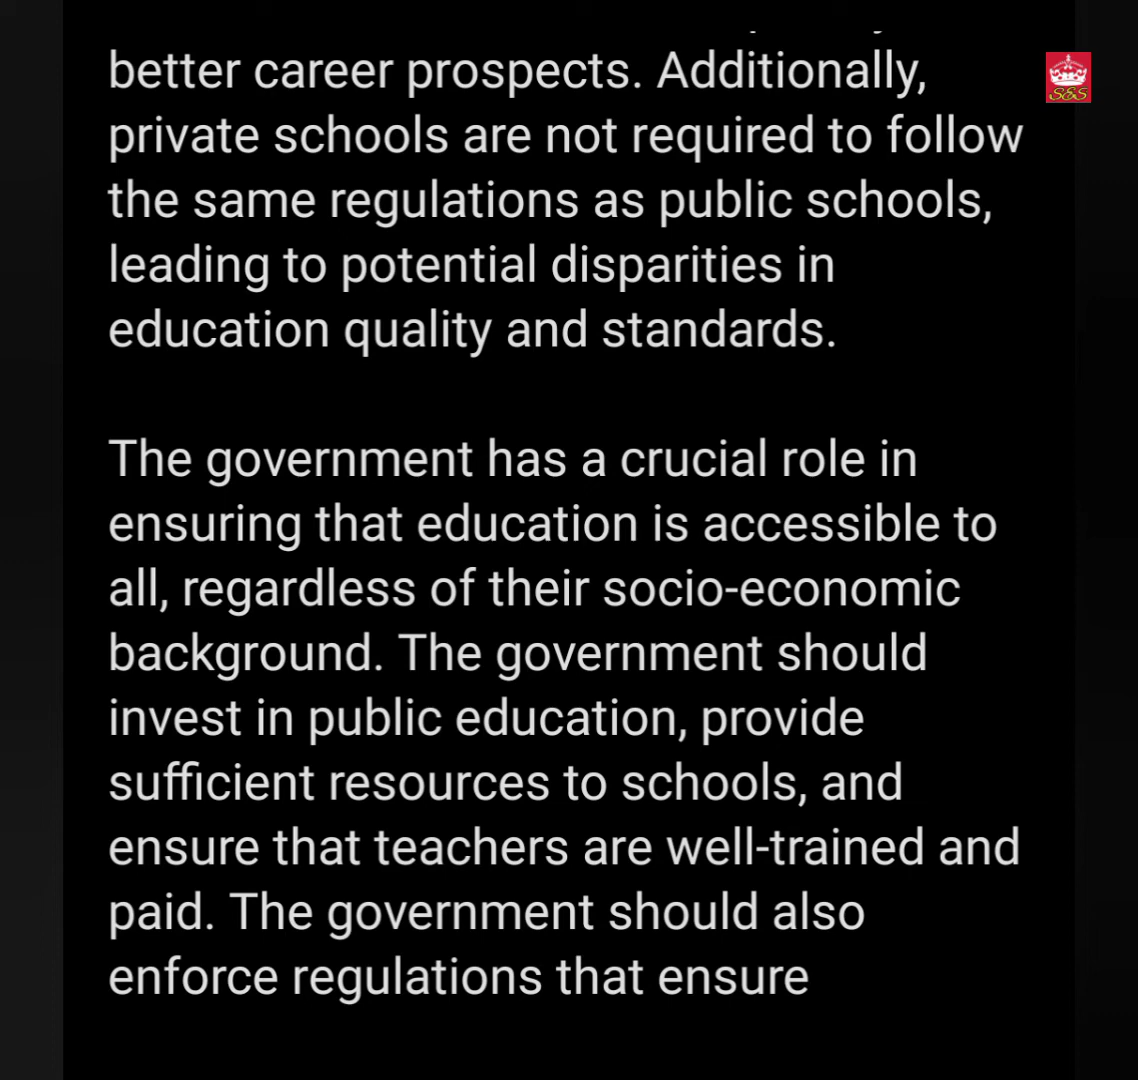 better career prospects. Additionally,
private schools are not required to follow
the same regulations as public schools,
leading to potential disparities in
education quality and standards.
The government has a crucial role in
ensuring that education is accessible to
all, regardless of their socio-economic
background. The government should
invest in public education, provide
sufficient resources to schools, and
ensure that teachers are well-trained and
paid. The government should also
enforce regulations that ensure
S&S